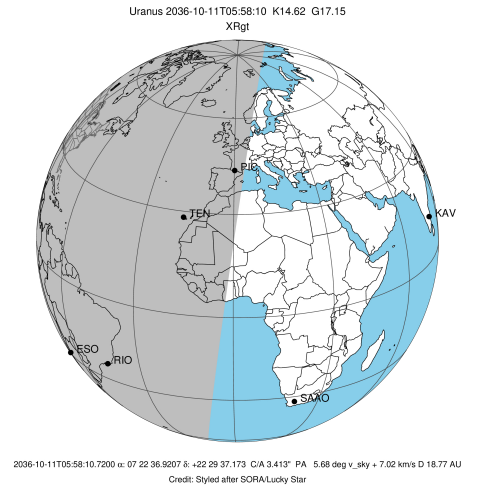 Uranus 2036-10-11T05:58:10 K14.62 G17.15
XRgt
PIC
TEN
KAV
ESO
RIO
SAAO
2036-10-11T05:58:10.7200 α: 07 22 36.9207 δ: +22 29 37.173 C/A 3.413" PA 5.68 deg v_sky + 7.02 km/s D 18.77 AU
Credit: Styled after SORA/Lucky Star